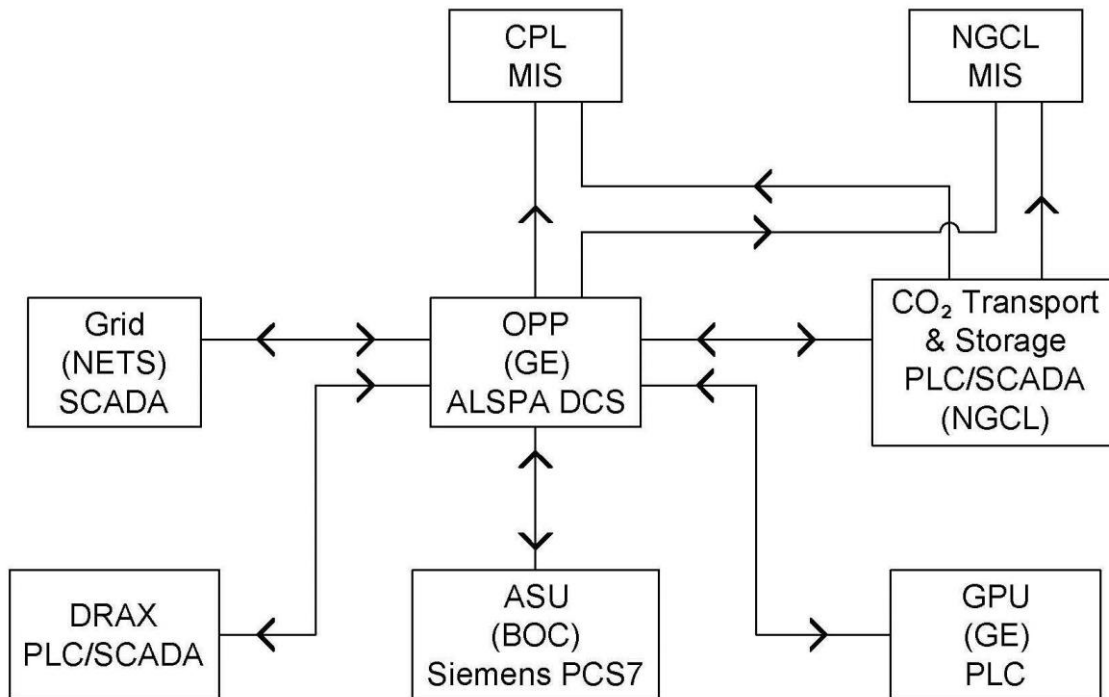 CPL
MIS
NGCL
MIS
Grid
(NETS)
SCADA
OPP
(GE)
ALSPA DCS
CO₂ Transport
& Storage
PLC/SCADA
(NGCL)
DRAX
PLC/SCADA
ASU
(BOC)
Siemens PCS7
GPU
(GE)
PLC